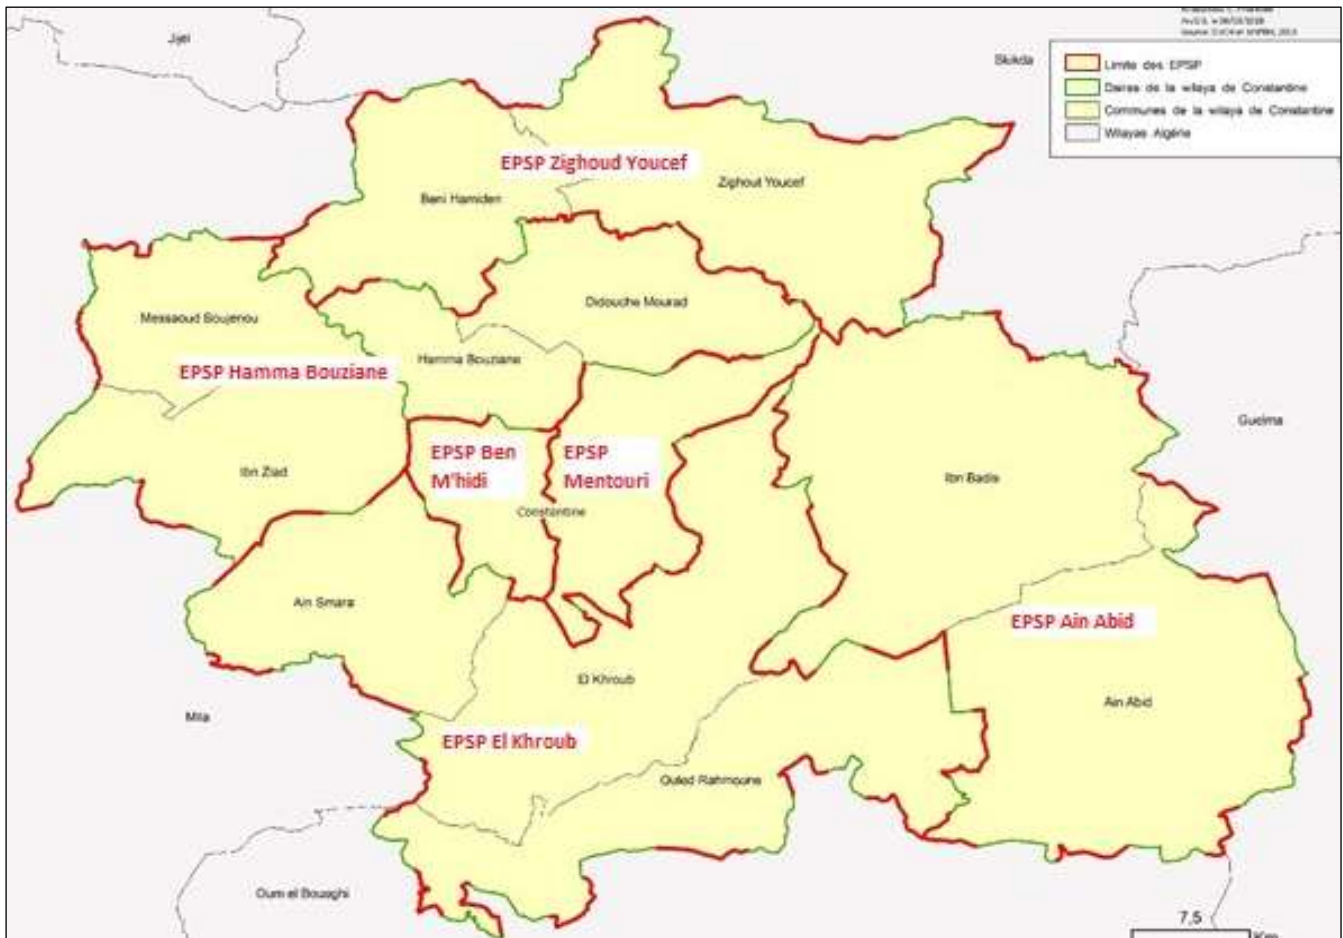 Jijel
Skikda
Limite des EPSP
Dairas de la wilaya de Constantine
Communes de la wilaya de Constantine
Wilayas Algérie
EPSP Zighoud Youcef
Zighout Youcef
Beni Hamiden
Didouche Mourad
Messaoud Boujenou
Hamma Bouziane
EPSP Hamma Bouziane
Guelma
EPSP Ben
M'hidi
EPSP
Mentouri
Ibn Ziad
Ibn Badis
Constantine
Ain Smara
EPSP Ain Abid
El Khroub
Ain Abid
Mila
EPSP El Khroub
Ouled Rahmoune
Oum el Bouaghi
7,5
Km